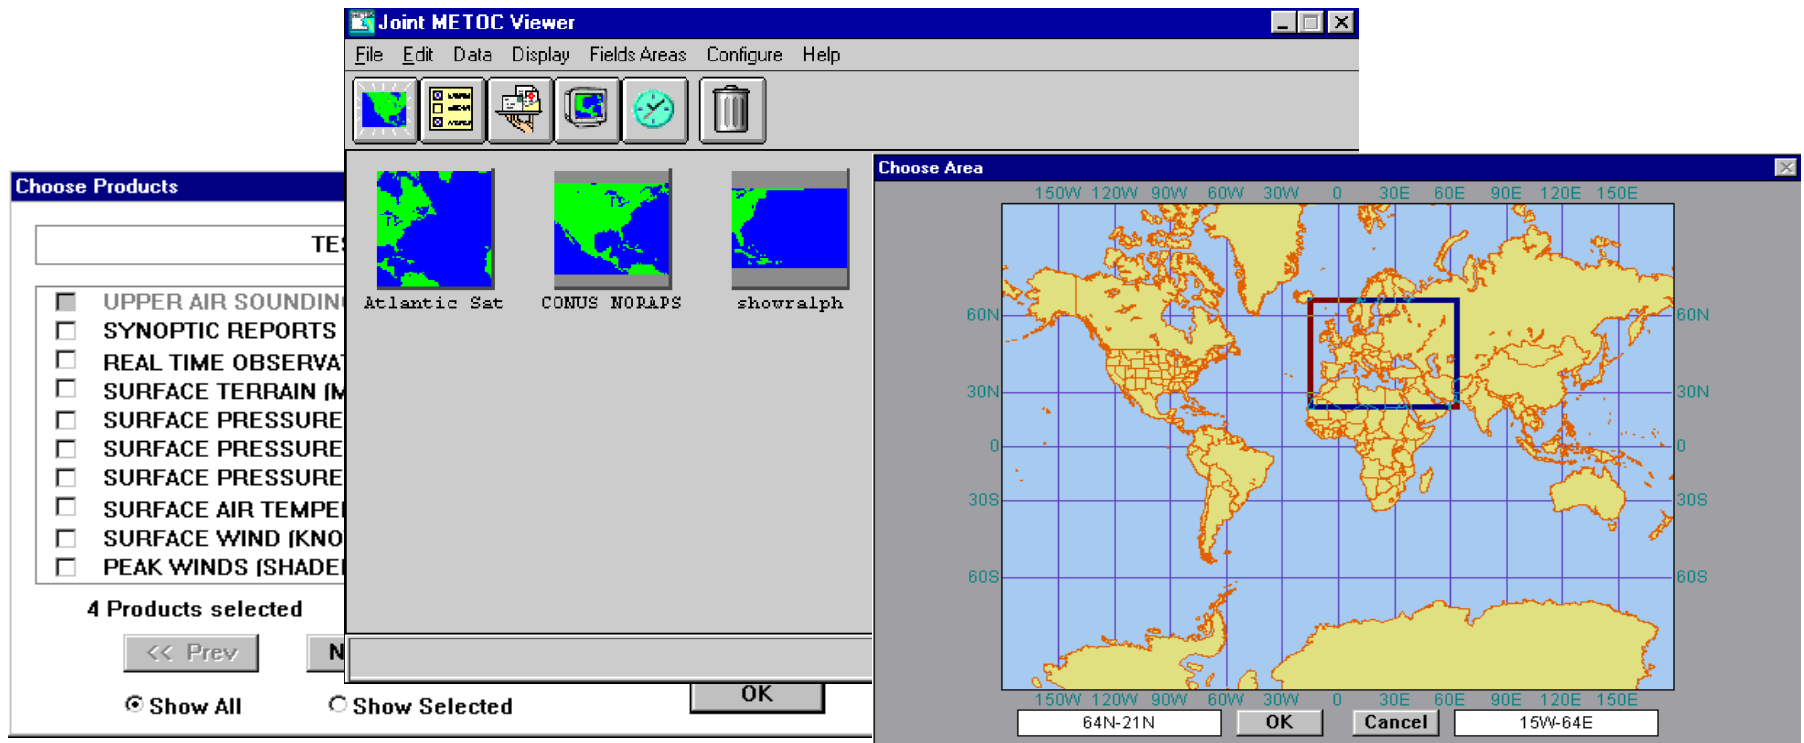 Joint METOC Viewer
File Edit Data Display Fields Areas Configure Help
Atlantic Sat
CONUS NORAPS
showralph
Choose Products
TES
UPPER AIR SOUNDIN
SYNOPTIC REPORTS
REAL TIME OBSERVAT
SURFACE TERRAIN (M
SURFACE PRESSURE
SURFACE PRESSURE
SURFACE PRESSURE
SURFACE AIR TEMPE
SURFACE WIND (KNO
PEAK WINDS (SHADE
4 Products selected
<< Prev
N
Show All
Show Selected
OK
Choose Area
150W 120W 90W 60W 30W 0 30E 60E 90E 120E 150E
60N 60N
30N 30N
0 0
30S 30S
60S 60S
150W 120W 90W 60W 30W 0 30E 60E 90E 120E 150E
64N-21N
OK
Cancel
15W-64E